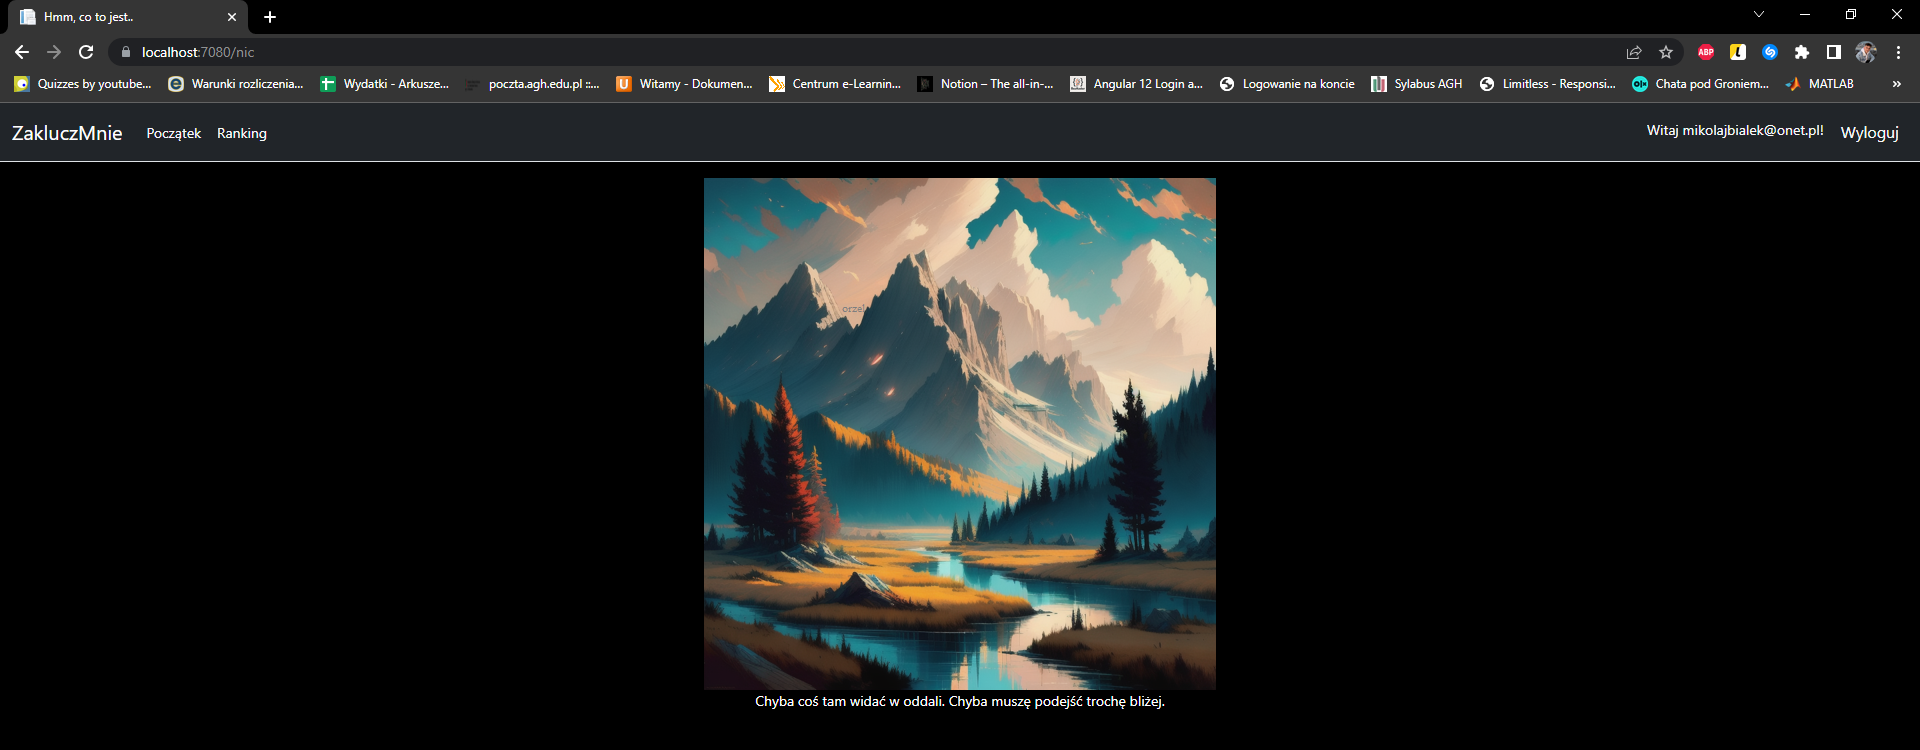 Hmm, co to jest..
localhost:7080/nic
ABP
Quizzes by youtube... Warunki rozliczenia... Wydatki - Arkusze... poczta.agh.edu.pl ::... Witamy - Dokumen... Centrum e-Learnin... Notion – The all-in-... Angular 12 Login a... Logowanie na koncie Sylabus AGH Limitless - Responsi... Chata pod Groniem... MATLAB »
ZakluczMnie Początek Ranking Witaj mikolajbialek@onet.pl! Wyloguj
orzel
Chyba coś tam widać w oddali. Chyba muszę podejść trochę bliżej.